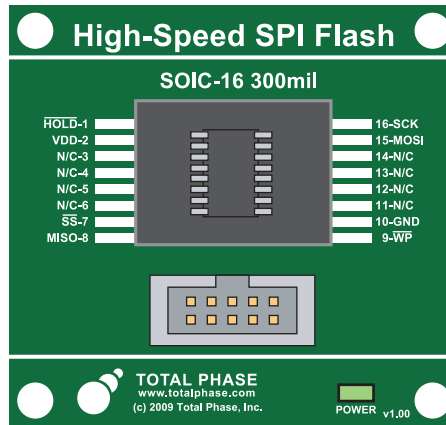 High-Speed SPI Flash
SOIC-16 300mil
HOLD-1
VDD-2
N/C-3
N/C-4
N/C-5
N/C-6
SS-7
MISO-8
16-SCK
15-MOSI
14-N/C
13-N/C
12-N/C
11-N/C
10-GND
9-WP
TOTAL PHASE
www.totalphase.com
(c) 2009 Total Phase, Inc.
POWER
v1.00